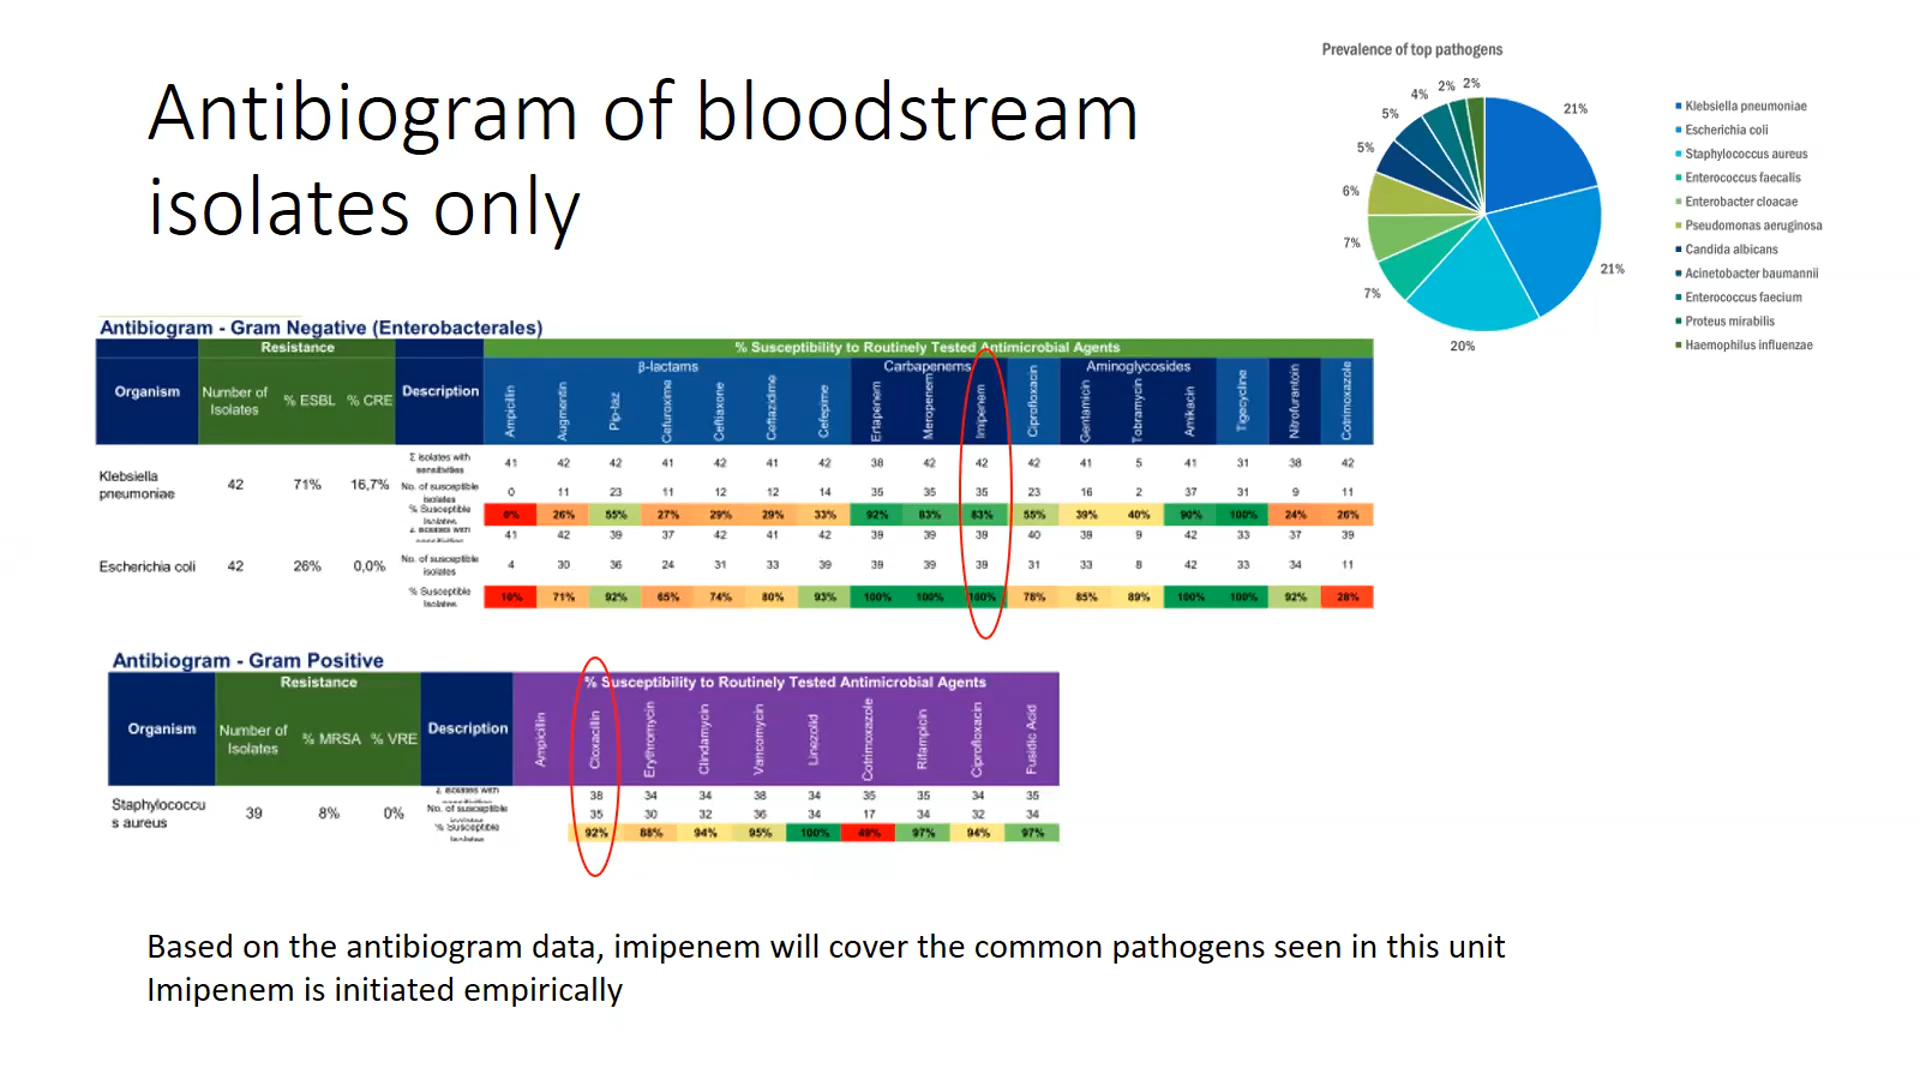 Antibiogram of bloodstream
isolates only
Prevalence of top pathogens
21%
21%
20%
7%
7%
6%
5%
5%
4%
2%
2%
Klebsiella pneumoniae
Escherichia coli
Staphylococcus aureus
Enterococcus faecalis
Enterobacter cloacae
Pseudomonas aeruginosa
Candida albicans
Acinetobacter baumannii
Enterococcus faecium
Proteus mirabilis
Haemophilus influenzae
Antibiogram - Gram Negative (Enterobacterales)
Resistance % Susceptibility to Routinely Tested Antimicrobial Agents
β-lactams Carbapenems Aminoglycosides
Organism Number of Isolates % ESBL % CRE Description Ampicillin Augmentin Pip-taz Cefuroxime Ceftiaxone Ceftazidime Cefepime Ertapenem Meropenem Imipenem Ciprofloxacin Gentamicin Tobramycin Amikacin Tigecycline Nitrofurantoin Cotrimoxazole
Σ isolates with sensitivities 41 42 42 41 42 41 42 38 42 42 42 41 5 41 31 38 42
Klebsiella pneumoniae 42 71% 16,7% No. of susceptible isolates 0 11 23 11 12 12 14 35 35 35 23 16 2 37 31 9 11
% Susceptible Isolates 0% 26% 55% 27% 29% 29% 33% 92% 83% 83% 55% 39% 40% 90% 100% 24% 26%
41 42 39 37 42 41 42 39 39 39 40 39 9 42 33 37 39
Escherichia coli 42 26% 0,0% No. of susceptible isolates 4 30 36 24 31 33 39 39 39 39 31 33 8 42 33 34 11
% Susceptible Isolates 10% 71% 92% 65% 74% 80% 93% 100% 100% 100% 78% 85% 89% 100% 100% 92% 28%
Antibiogram - Gram Positive
Resistance % Susceptibility to Routinely Tested Antimicrobial Agents
Organism Number of Isolates % MRSA % VRE Description Ampicillin Cloxacillin Erythromycin Clindamycin Vancomycin Linezolid Cotrimoxazole Rifampicin Ciprofloxacin Fusidic Acid
38 34 34 38 34 35 35 34 35
Staphylococcu
s aureus 39 8% 0% No. of susceptible 35 30 32 36 34 17 34 32 34
% Susceptible 92% 88% 94% 95% 100% 49% 97% 94% 97%
Based on the antibiogram data, imipenem will cover the common pathogens seen in this unit
Imipenem is initiated empirically